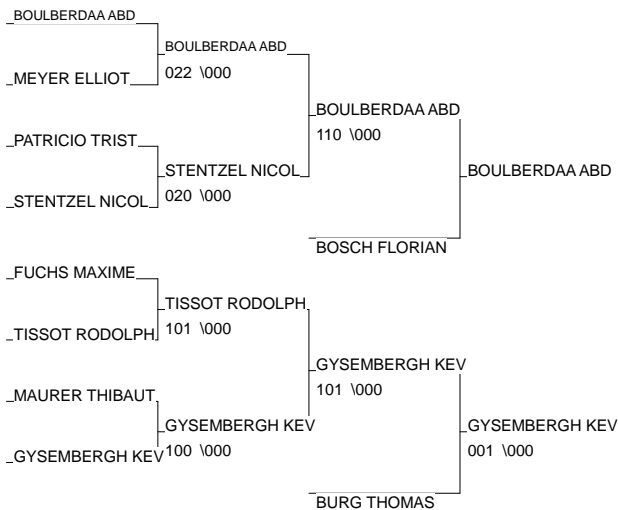 BOULBERDAA ABD
BOULBERDAA ABD
022 \000
MEYER ELLIOT
BOULBERDAA ABD
110 \000
PATRICIO TRIST
STENTZEL NICOL
020 \000
BOULBERDAA ABD
STENTZEL NICOL
BOSCH FLORIAN
FUCHS MAXIME
TISSOT RODOLPH
101 \000
TISSOT RODOLPH
GYSEMBERGH KEV
101 \000
MAURER THIBAUT
GYSEMBERGH KEV
100 \000
GYSEMBERGH KEV
001 \000
GYSEMBERGH KEV
BURG THOMAS